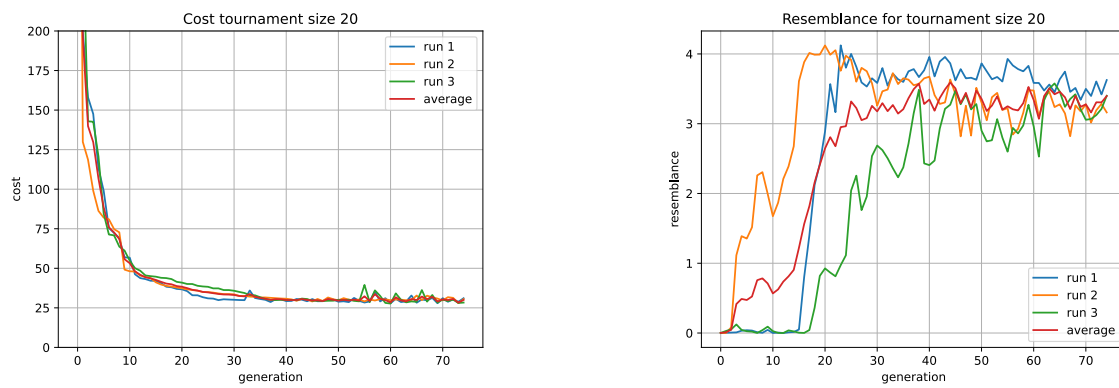 Cost tournament size 20
200
175
150
125
100
75
50
25
0
cost
0 10 20 30 40 50 60 70
generation
run 1
run 2
run 3
average
Resemblance for tournament size 20
4
3
2
1
0
resemblance
0 10 20 30 40 50 60 70
generation
run 1
run 2
run 3
average